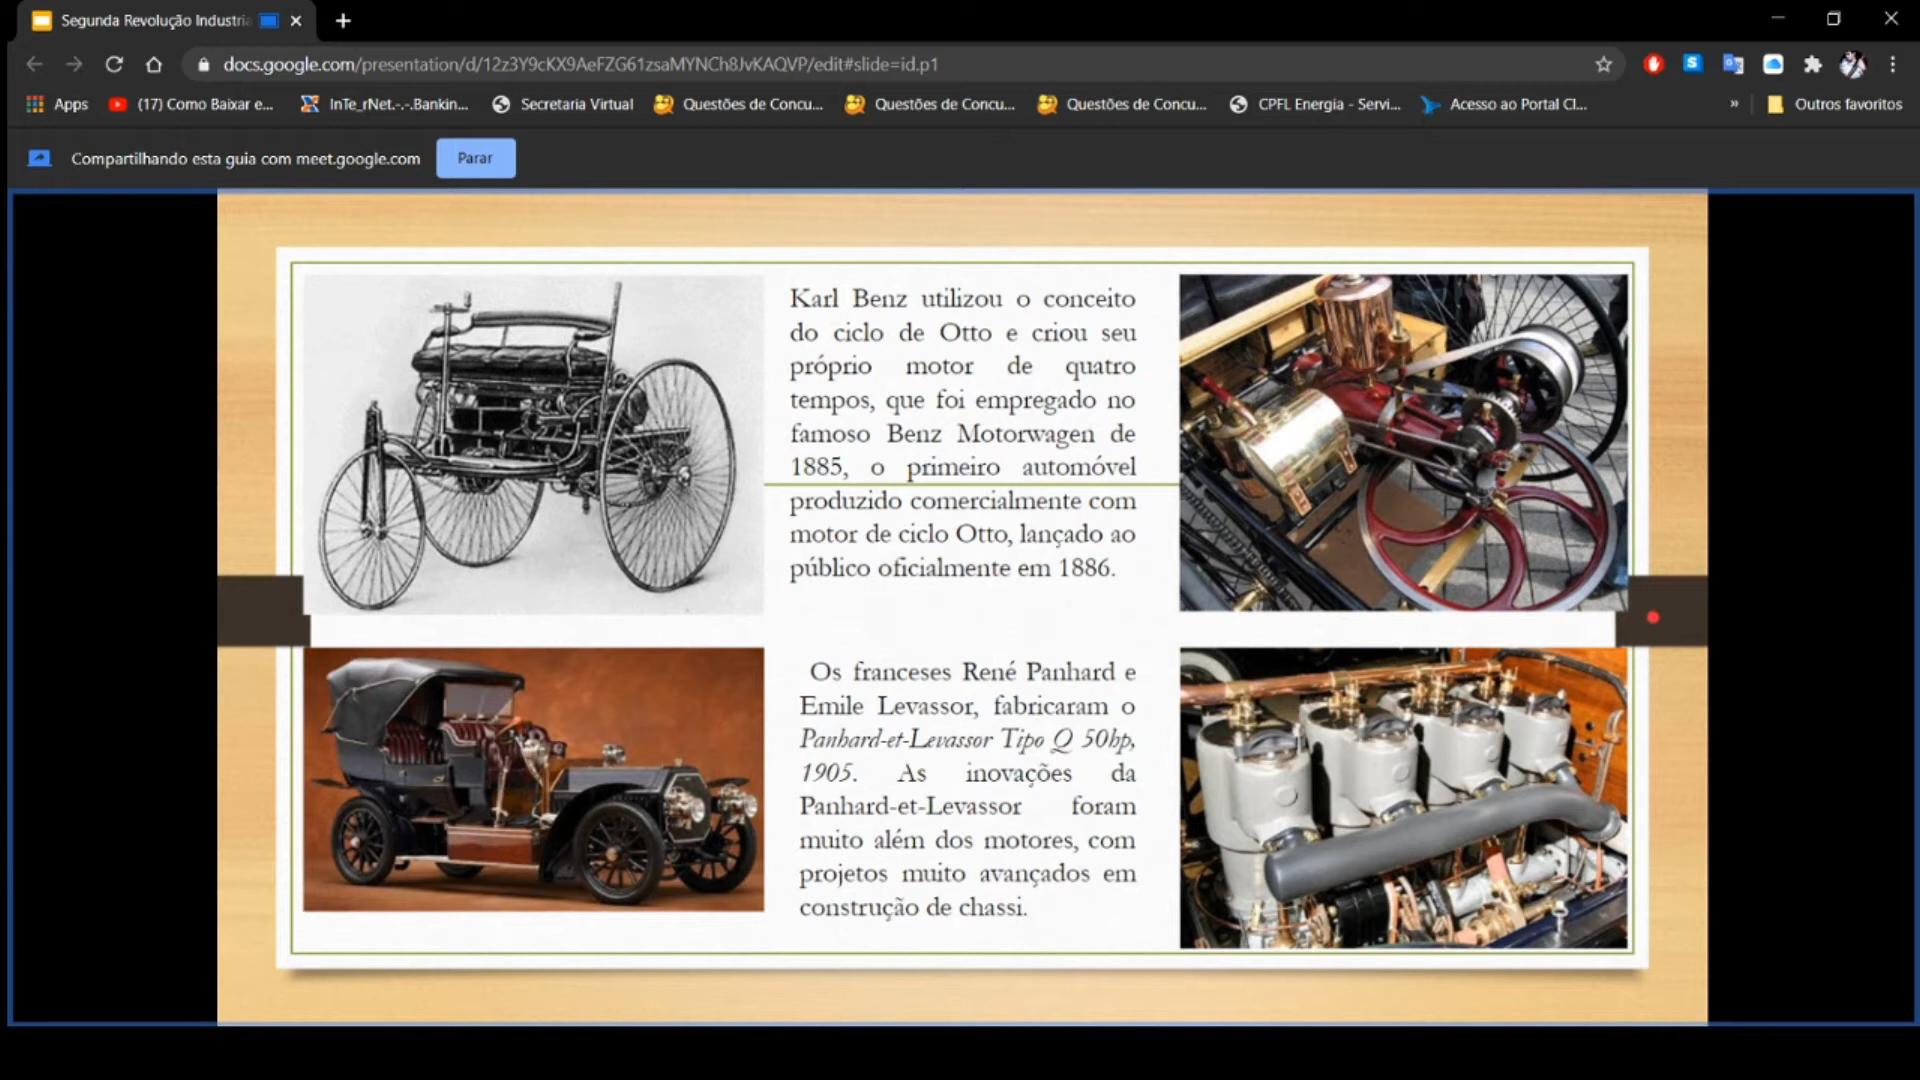 Segunda Revolução Industria
docs.google.com/presentation/d/12z3Y9cKX9AeFZG61zsaMYNCh8JvKAQVP/edit#slide=id.p1
Apps
(17) Como Baixar e...
InTe_rNet.-.-.Bankin...
Secretaria Virtual
Questões de Concu...
Questões de Concu...
Questões de Concu...
CPFL Energia - Servi...
Acesso ao Portal Cl...
»
Outros favoritos
Compartilhando esta guia com meet.google.com
Parar
Karl Benz utilizou o conceito
do ciclo de Otto e criou seu
próprio motor de quatro
tempos, que foi empregado no
famoso Benz Motorwagen de
1885, o primeiro automóvel
produzido comercialmente com
motor de ciclo Otto, lançado ao
público oficialmente em 1886.
Os franceses René Panhard e
Emile Levassor, fabricaram o
Panhard-et-Levassor Tipo Q 50hp,
1905. As inovações da
Panhard-et-Levassor foram
muito além dos motores, com
projetos muito avançados em
construção de chassi.